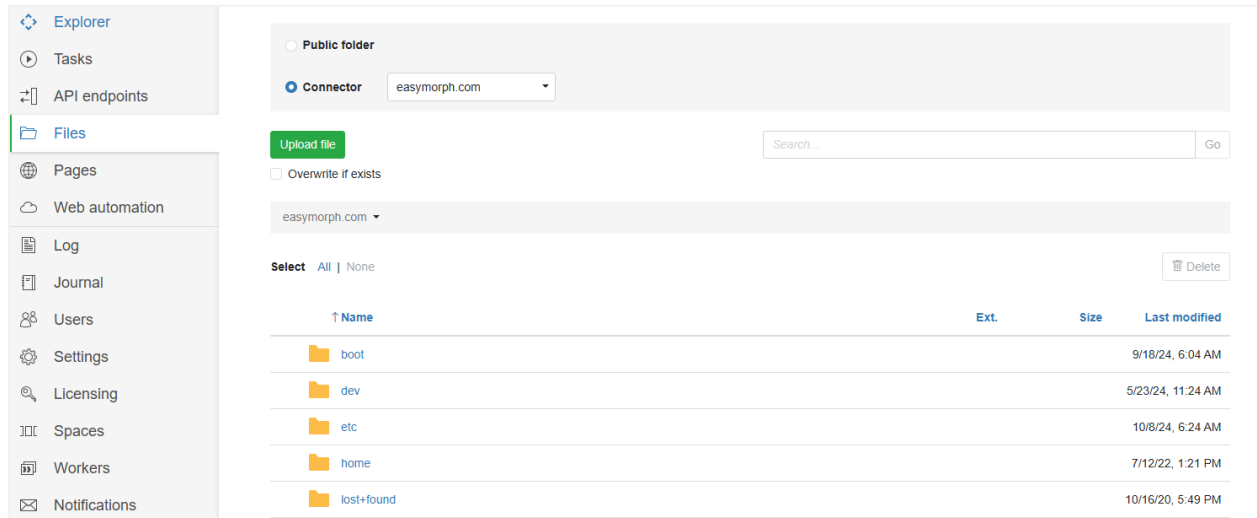 Explorer
Tasks
API endpoints
Files
Pages
Web automation
Log
Journal
Users
Settings
Licensing
Spaces
Workers
Notifications
Public folder
Connector easymorph.com
Upload file Search... Go
Overwrite if exists
easymorph.com
Select All | None Delete
↑ Name Ext. Size Last modified
boot 9/18/24, 6:04 AM
dev 5/23/24, 11:24 AM
etc 10/8/24, 6:24 AM
home 7/12/22, 1:21 PM
lost+found 10/16/20, 5:49 PM